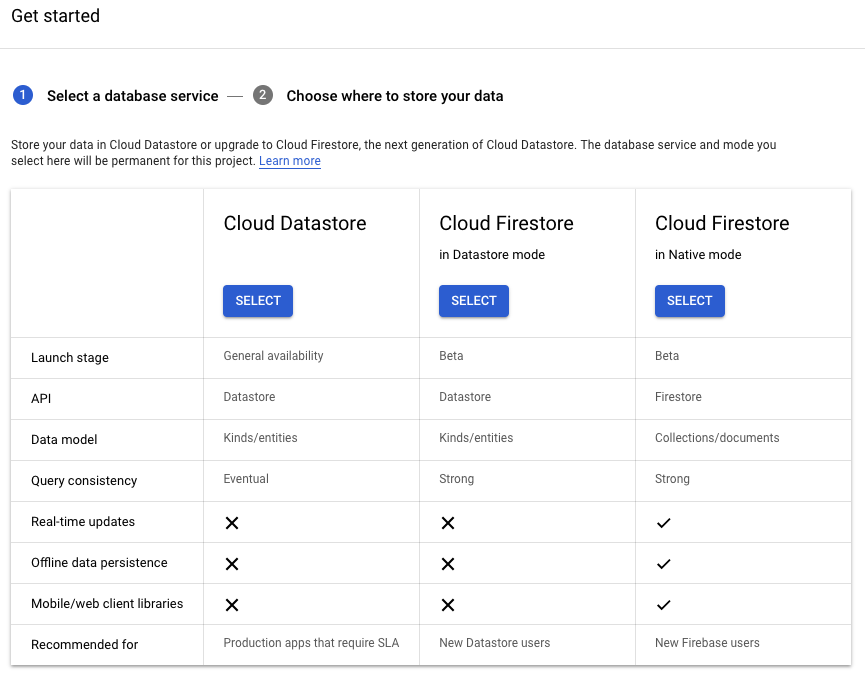 Get started
1 Select a database service — 2 Choose where to store your data
Store your data in Cloud Datastore or upgrade to Cloud Firestore, the next generation of Cloud Datastore. The database service and mode you
select here will be permanent for this project. Learn more
Cloud Datastore Cloud Firestore Cloud Firestore
in Datastore mode in Native mode
SELECT SELECT SELECT
Launch stage General availability Beta Beta
API Datastore Datastore Firestore
Data model Kinds/entities Kinds/entities Collections/documents
Query consistency Eventual Strong Strong
Real-time updates
Offline data persistence
Mobile/web client libraries
Recommended for Production apps that require SLA New Datastore users New Firebase users